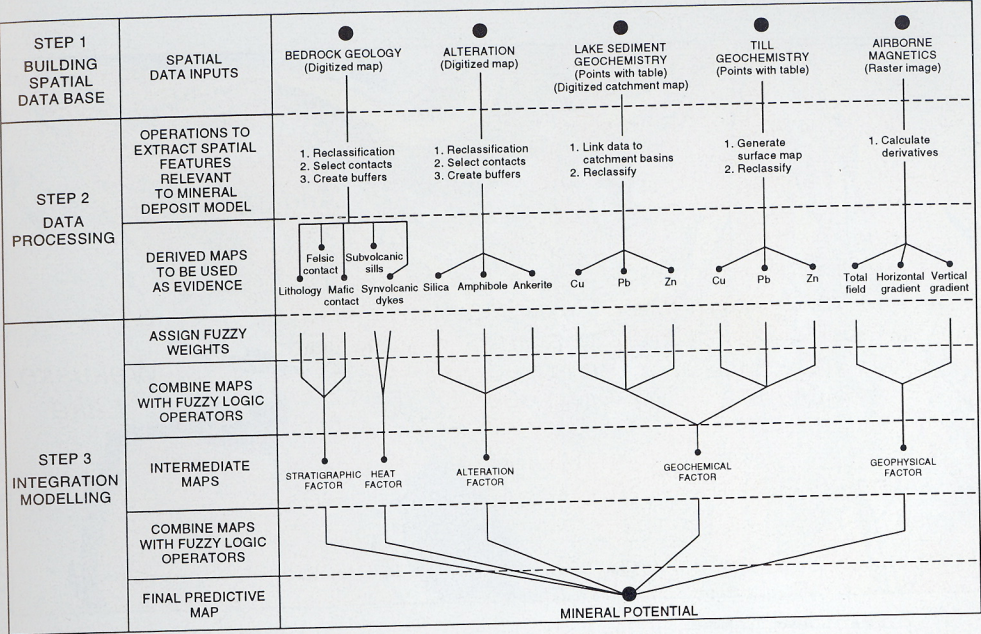 STEP 1
BUILDING
SPATIAL
DATA BASE
SPATIAL
DATA INPUTS
BEDROCK GEOLOGY
(Digitized map)
ALTERATION
(Digitized map)
LAKE SEDIMENT
GEOCHEMISTRY
(Points with table)
(Digitized catchment map)
TILL
GEOCHEMISTRY
(Points with table)
AIRBORNE
MAGNETICS
(Raster image)
STEP 2
DATA
PROCESSING
OPERATIONS TO
EXTRACT SPATIAL
FEATURES
RELEVANT
TO MINERAL
DEPOSIT MODEL
1. Reclassification
2. Select contacts
3. Create buffers
1. Reclassification
2. Select contacts
3. Create buffers
1. Link data to
catchment basins
2. Reclassify
1. Generate
surface map
2. Reclassify
1. Calculate
derivatives
DERIVED MAPS
TO BE USED
AS EVIDENCE
Felsic
contact
Subvolcanic
sills
Lithology
Mafic
contact
Synvolcanic
dykes
Silica
Amphibole
Ankerite
Cu
Pb
Zn
Cu
Pb
Zn
Total
field
Horizontal
gradient
Vertical
gradient
STEP 3
INTEGRATION
MODELLING
ASSIGN FUZZY
WEIGHTS
COMBINE MAPS
WITH FUZZY LOGIC
OPERATORS
INTERMEDIATE
MAPS
STRATIGRAPHIC
FACTOR
HEAT
FACTOR
ALTERATION
FACTOR
GEOCHEMICAL
FACTOR
GEOPHYSICAL
FACTOR
COMBINE MAPS
WITH FUZZY LOGIC
OPERATORS
FINAL PREDICTIVE
MAP
MINERAL POTENTIAL